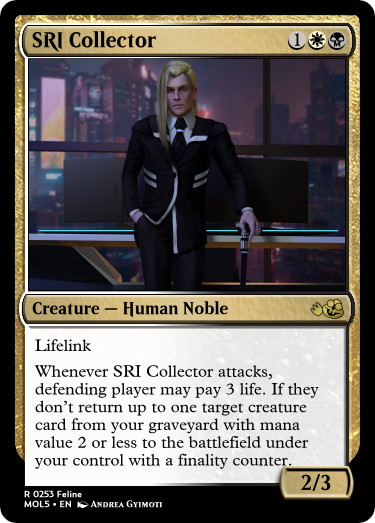 SRI Collector 1
Creature — Human Noble
Lifelink
Whenever SRI Collector attacks,
defending player may pay 3 life. If they
don't return up to one target creature
card from your graveyard with mana
value 2 or less to the battlefield under
your control with a finality counter.
2/3
R 0253 Feline
MOL5 • EN Andrea Gyimoti